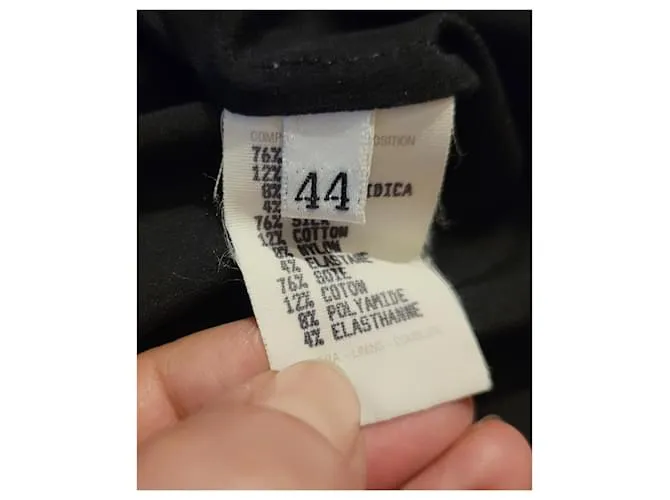 COMP OSITION
76%
12%
8% IDICA
4%
44
76% SILK
12% COTTON
8% NYLON
4% ELASTANE
76% SOIE
12% COTON
8% POLYAMIDE
4% ELASTHANNE